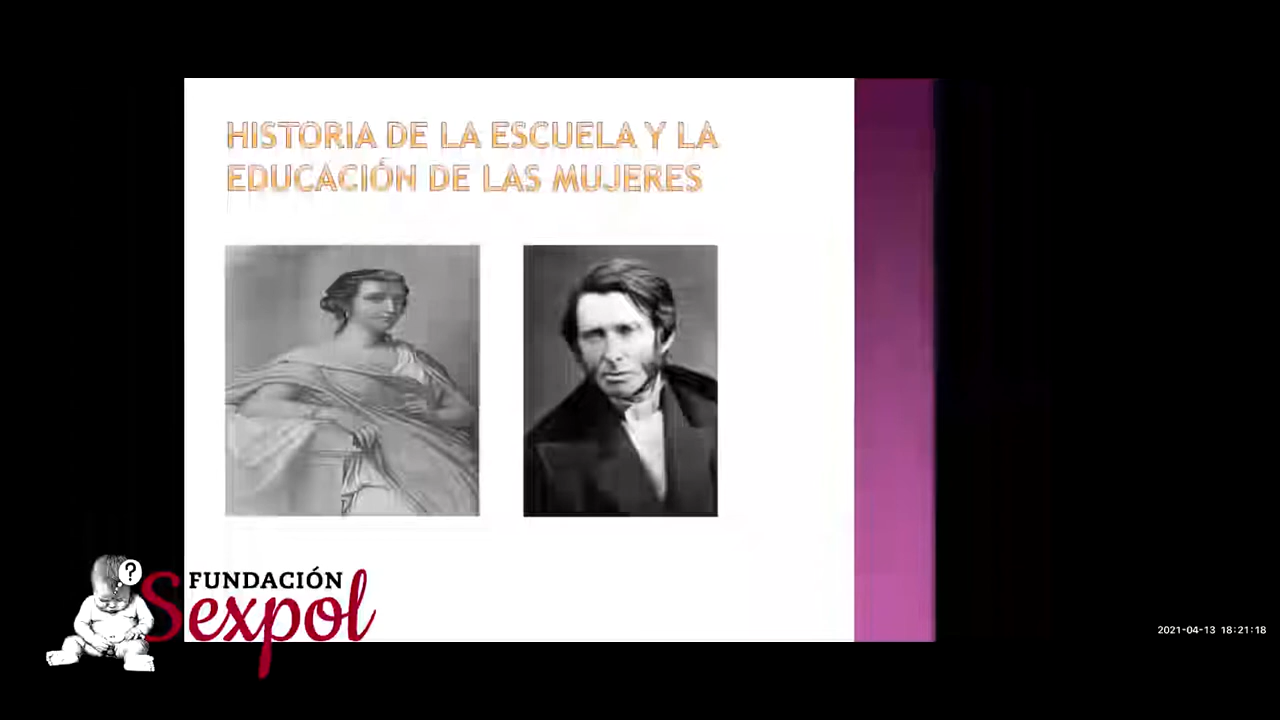 HISTORIA DE LA ESCUELA Y LA
EDUCACIÓN DE LAS MUJERES
?
FUNDACIÓN
Sexpol
2021-04-13 18:21:18